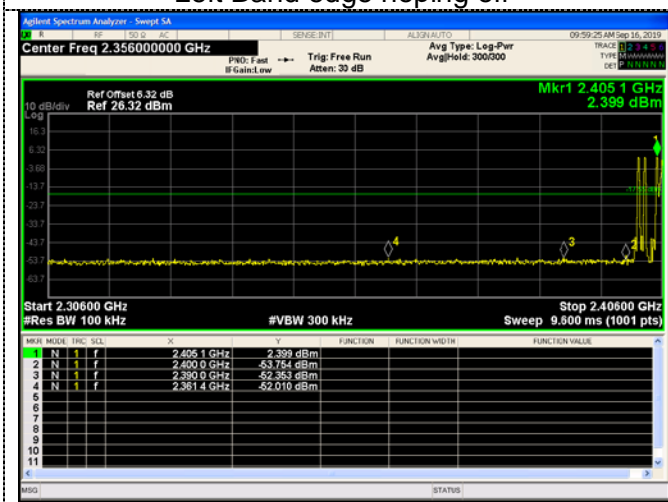 Agilent Spectrum Analyzer - Swept SA
R RF 50 Ω AC SENSE:INT ALIGN AUTO 09:59:25 AM Sep 16, 2019
Center Freq 2.356000000 GHz
PNO: Fast
IFGain:Low
Trig: Free Run
Atten: 30 dB
Avg Type: Log-Pwr
Avg|Hold: 300/300
TRACE 1 2 3 4 5 6
TYPE M
DET P N N N N N
Mkr1 2.405 1 GHz
2.399 dBm
Ref Offset 6.32 dB
10 dB/div Ref 26.32 dBm
Log
16.3
6.32
-3.68
-13.7
-23.7
-33.7
-43.7
-53.7
-63.7
1
4
3
2
Start 2.30600 GHz Stop 2.40600 GHz
#Res BW 100 kHz #VBW 300 kHz Sweep 9.600 ms (1001 pts)
MKR MODE TRC SCL X Y FUNCTION FUNCTION WIDTH FUNCTION VALUE
1 N 1 f 2.405 1 GHz 2.399 dBm
2 N 1 f 2.400 0 GHz -53.754 dBm
3 N 1 f 2.390 0 GHz -52.353 dBm
4 N 1 f 2.361 4 GHz -52.010 dBm
5
6
7
8
9
10
11
MSG STATUS